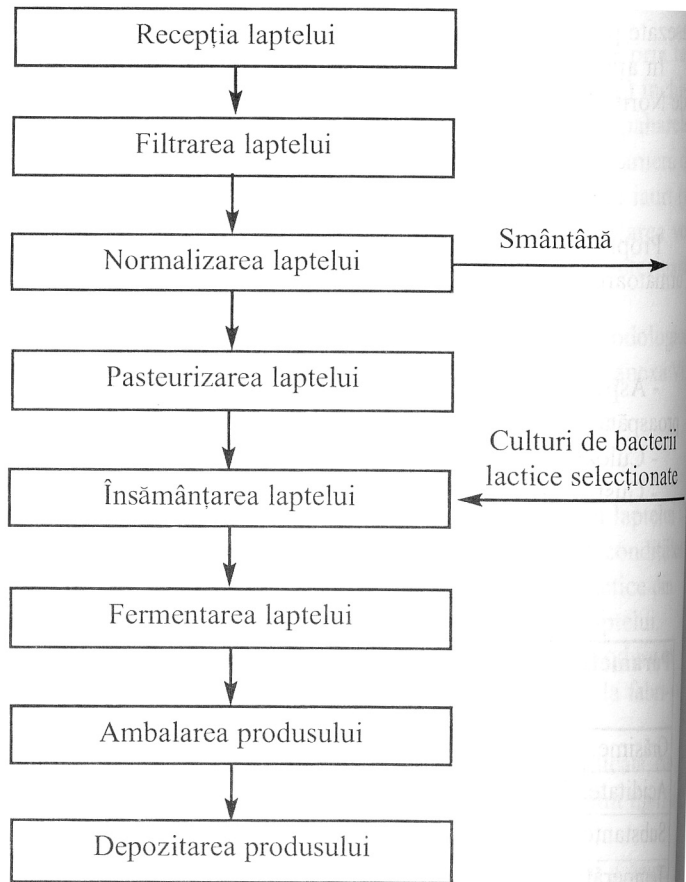 Recepția laptelui
Filtrarea laptelui
Normalizarea laptelui
Smântână
Pasteurizarea laptelui
Culturi de bacterii
lactice selecționate
Însămânțarea laptelui
Fermentarea laptelui
Ambalarea produsului
Depozitarea produsului